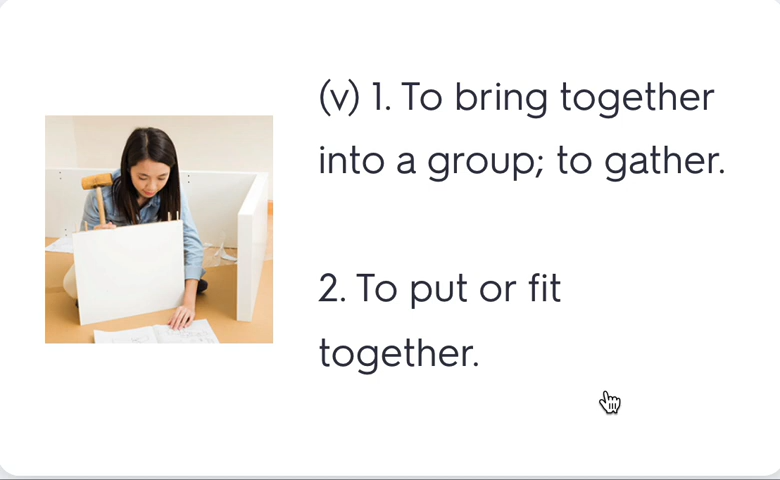 (v) 1. To bring together
into a group; to gather.
2. To put or fit
together.